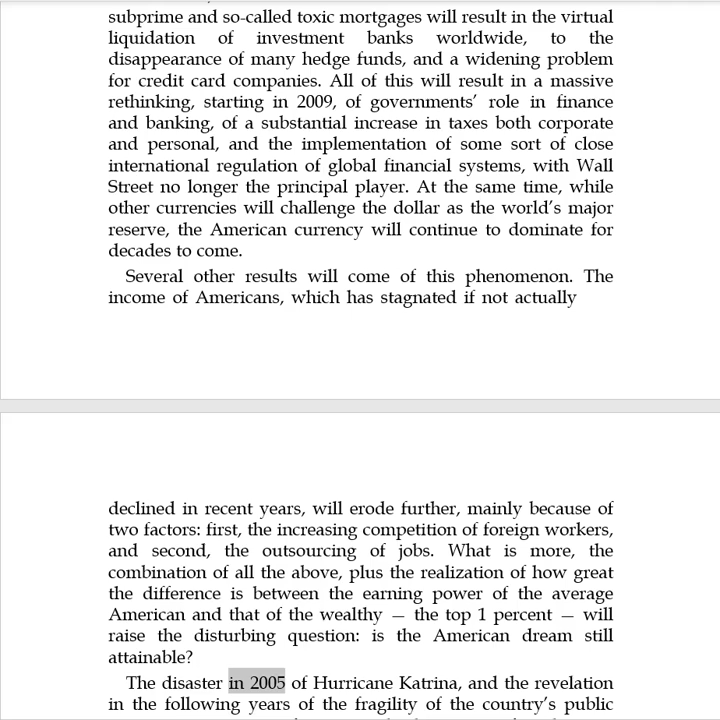 subprime and so-called toxic mortgages will result in the virtual
liquidation of investment banks worldwide, to the
disappearance of many hedge funds, and a widening problem
for credit card companies. All of this will result in a massive
rethinking, starting in 2009, of governments' role in finance
and banking, of a substantial increase in taxes both corporate
and personal, and the implementation of some sort of close
international regulation of global financial systems, with Wall
Street no longer the principal player. At the same time, while
other currencies will challenge the dollar as the world's major
reserve, the American currency will continue to dominate for
decades to come.
Several other results will come of this phenomenon. The
income of Americans, which has stagnated if not actually
declined in recent years, will erode further, mainly because of
two factors: first, the increasing competition of foreign workers,
and second, the outsourcing of jobs. What is more, the
combination of all the above, plus the realization of how great
the difference is between the earning power of the average
American and that of the wealthy — the top 1 percent — will
raise the disturbing question: is the American dream still
attainable?
The disaster in 2005 of Hurricane Katrina, and the revelation
in the following years of the fragility of the country's public